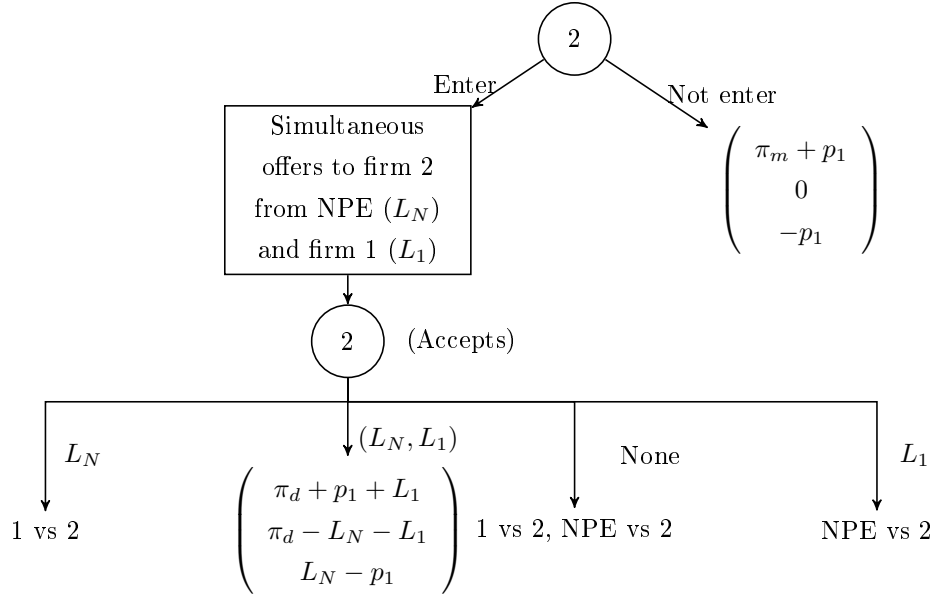 2
Enter
Not enter
Simultaneous
offers to firm 2
from NPE (L_N)
and firm 1 (L_1)
π_m + p_1
0
−p_1
2
(Accepts)
L_N
(L_N, L_1)
None
L_1
1 vs 2
π_d + p_1 + L_1
π_d − L_N − L_1
L_N − p_1
1 vs 2, NPE vs 2
NPE vs 2